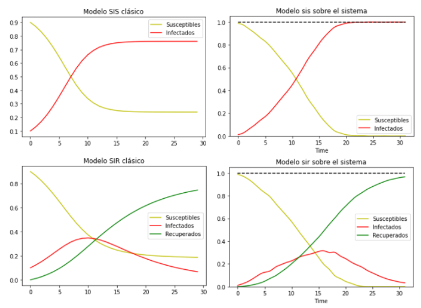 Modelo SIS clásico
0.9
0.8
0.7
0.6
0.5
0.4
0.3
0.2
0.1
Susceptibles
Infectados
0 5 10 15 20 25 30
Modelo sis sobre el sistema
1.0
0.8
0.6
0.4
0.2
0.0
Susceptibles
Infectados
0 5 10 15 20 25 30
Time
Modelo SIR clásico
0.8
0.6
0.4
0.2
0.0
Susceptibles
Infectados
Recuperados
0 5 10 15 20 25 30
Modelo sir sobre el sistema
1.0
0.8
0.6
0.4
0.2
0.0
Susceptibles
Infectados
Recuperados
0 5 10 15 20 25 30
Time